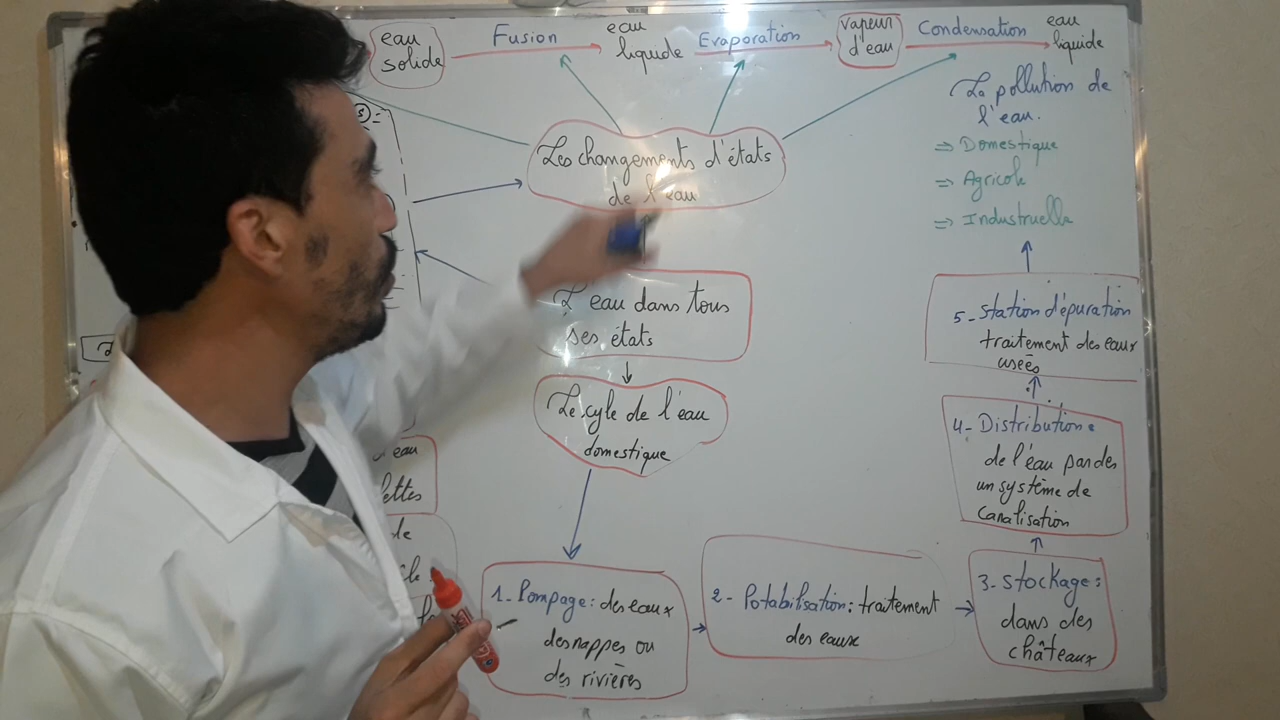 eau
solide
Fusion
eau
liquide
Evaporation
vapeur
d'eau
Condensation
eau
liquide
La pollution de
l'eau.
⇒ Domestique
⇒ Agricole
⇒ Industruelle
Les changements d'états
de l'eau
L'eau dans tous
ses états
Le cyle de l'eau
domestique
1- Pompage: des eaux
des nappes ou
des rivières
2- Potabilisation: traitement
des eaux
3- Stockage:
dans des
châteaux
4- Distribution:
de l'eau par des
un système de
canalisation
5- Station d'épuration
traitement des eaux
usées
eau